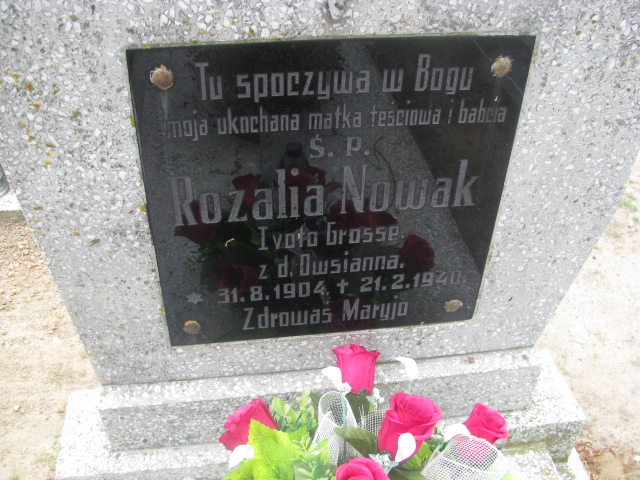 Tu spoczywa w Bogu
moja uknchana matka teściowa i babcia
Ś. P.
Rozalia Nowak
I voto Grosse.
z d. Owsianna.
* 31.8.1904 + 21.2.1940.
Zdrowaś Maryjo